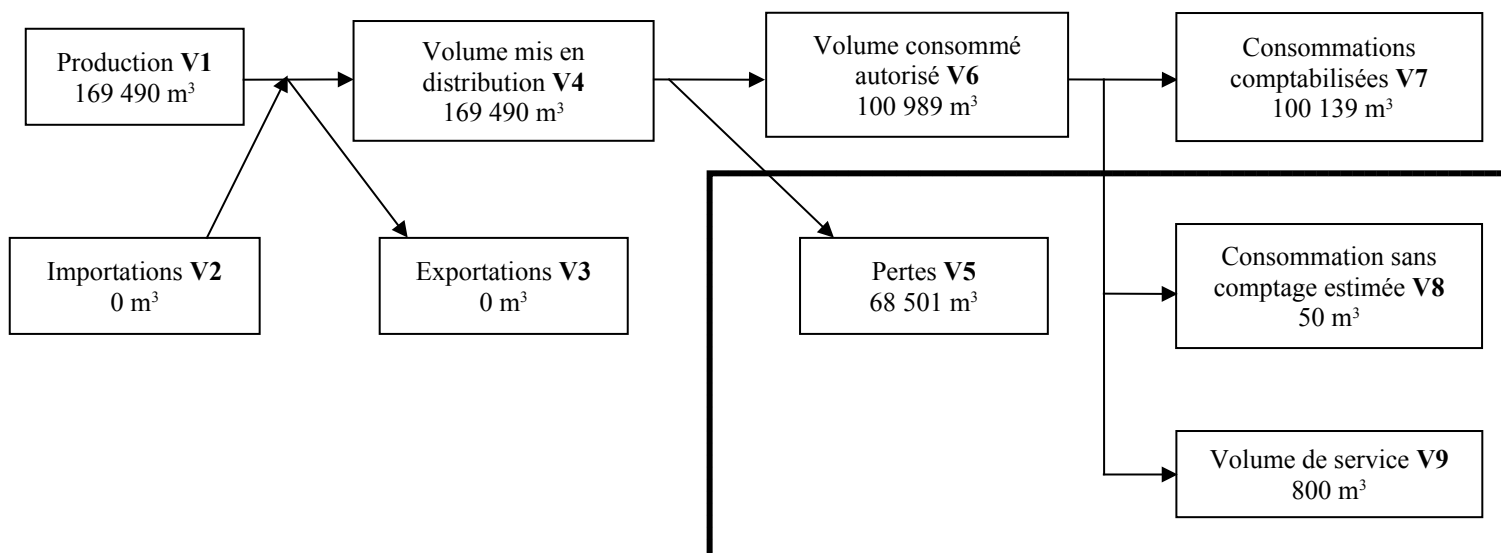 Production V1
169 490 m³
Volume mis en
distribution V4
169 490 m³
Volume consommé
autorisé V6
100 989 m³
Consommations
comptabilisées V7
100 139 m³
Importations V2
0 m³
Exportations V3
0 m³
Pertes V5
68 501 m³
Consommation sans
comptage estimée V8
50 m³
Volume de service V9
800 m³